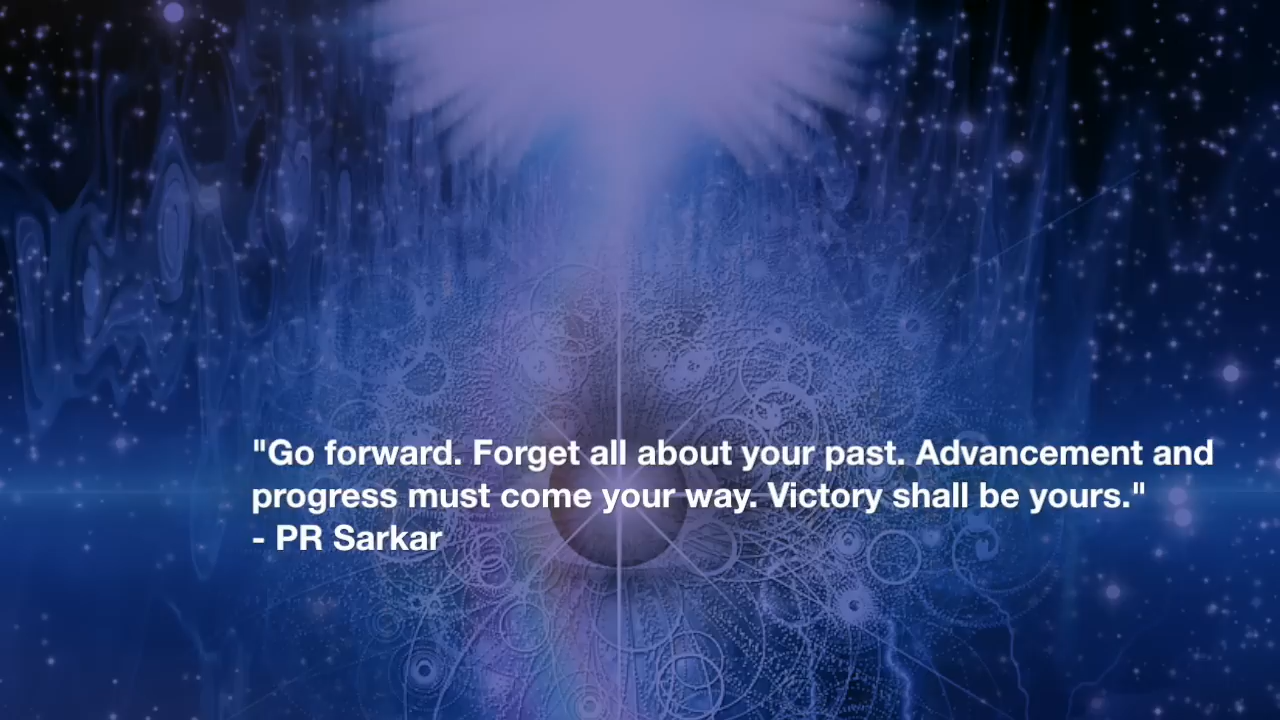 "Go forward. Forget all about your past. Advancement and
progress must come your way. Victory shall be yours."
- PR Sarkar